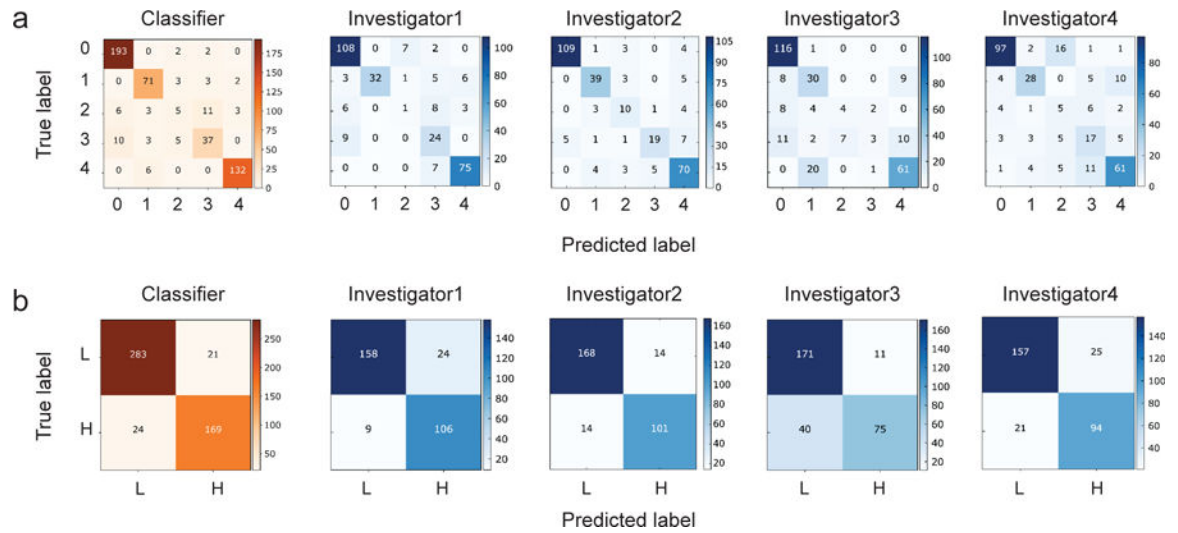 a
Classifier Investigator1 Investigator2 Investigator3 Investigator4
True label
0 193 0 2 2 0 175 108 0 7 2 0 100 109 1 3 0 4 105 116 1 0 0 0 100 97 2 16 1 1
1 0 71 3 3 2 150 3 32 1 5 6 80 0 39 0 5 90 8 30 0 0 9 80 4 28 0 5 10 80
2 6 3 5 11 3 125 100 6 0 1 8 3 60 0 3 10 1 4 75 60 8 4 4 2 0 60 4 1 5 6 2 60
3 10 3 5 37 75 9 0 0 24 40 5 1 1 19 7 45 11 2 7 3 10 40 3 3 5 17 5 40
4 0 6 0 0 132 50 25 0 0 0 0 7 75 20 0 0 4 3 5 70 30 15 0 0 20 0 1 61 20 0 1 4 5 11 61 20 0
0 1 2 3 4 0 1 2 3 4 0 1 2 3 4 0 1 2 3 4 0 1 2 3 4
Predicted label
b
Classifier Investigator1 Investigator2 Investigator3 Investigator4
True label
L 283 21 250 200 150 158 24 140 120 100 80 168 14 160 140 120 100 171 11 160 140 120 100 157 25 140 120 100
H 24 169 100 50 9 106 60 40 20 14 101 80 60 40 20 40 75 80 60 40 20 21 94 80 60 40
L H L H L H L H L H
Predicted label